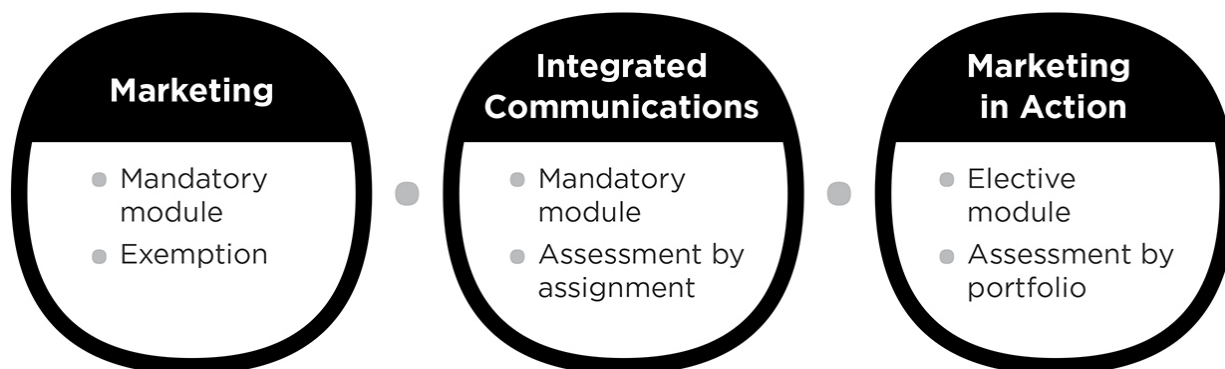 Marketing
Mandatory
module
Exemption
Integrated
Communications
Mandatory
module
Assessment by
assignment
Marketing
in Action
Elective
module
Assessment by
portfolio